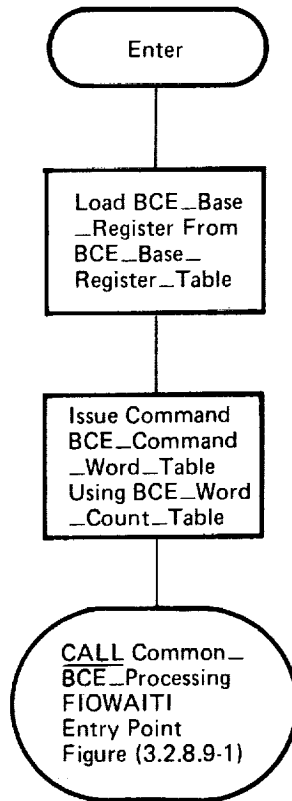 Enter
Load BCE_Base
_Register From
BCE_Base_
Register_Table
Issue Command
BCE_Command
_Word_Table
Using BCE_Word
_Count_Table
CALL Common_
BCE_Processing
FIOWAITI
Entry Point
Figure (3.2.8.9-1)